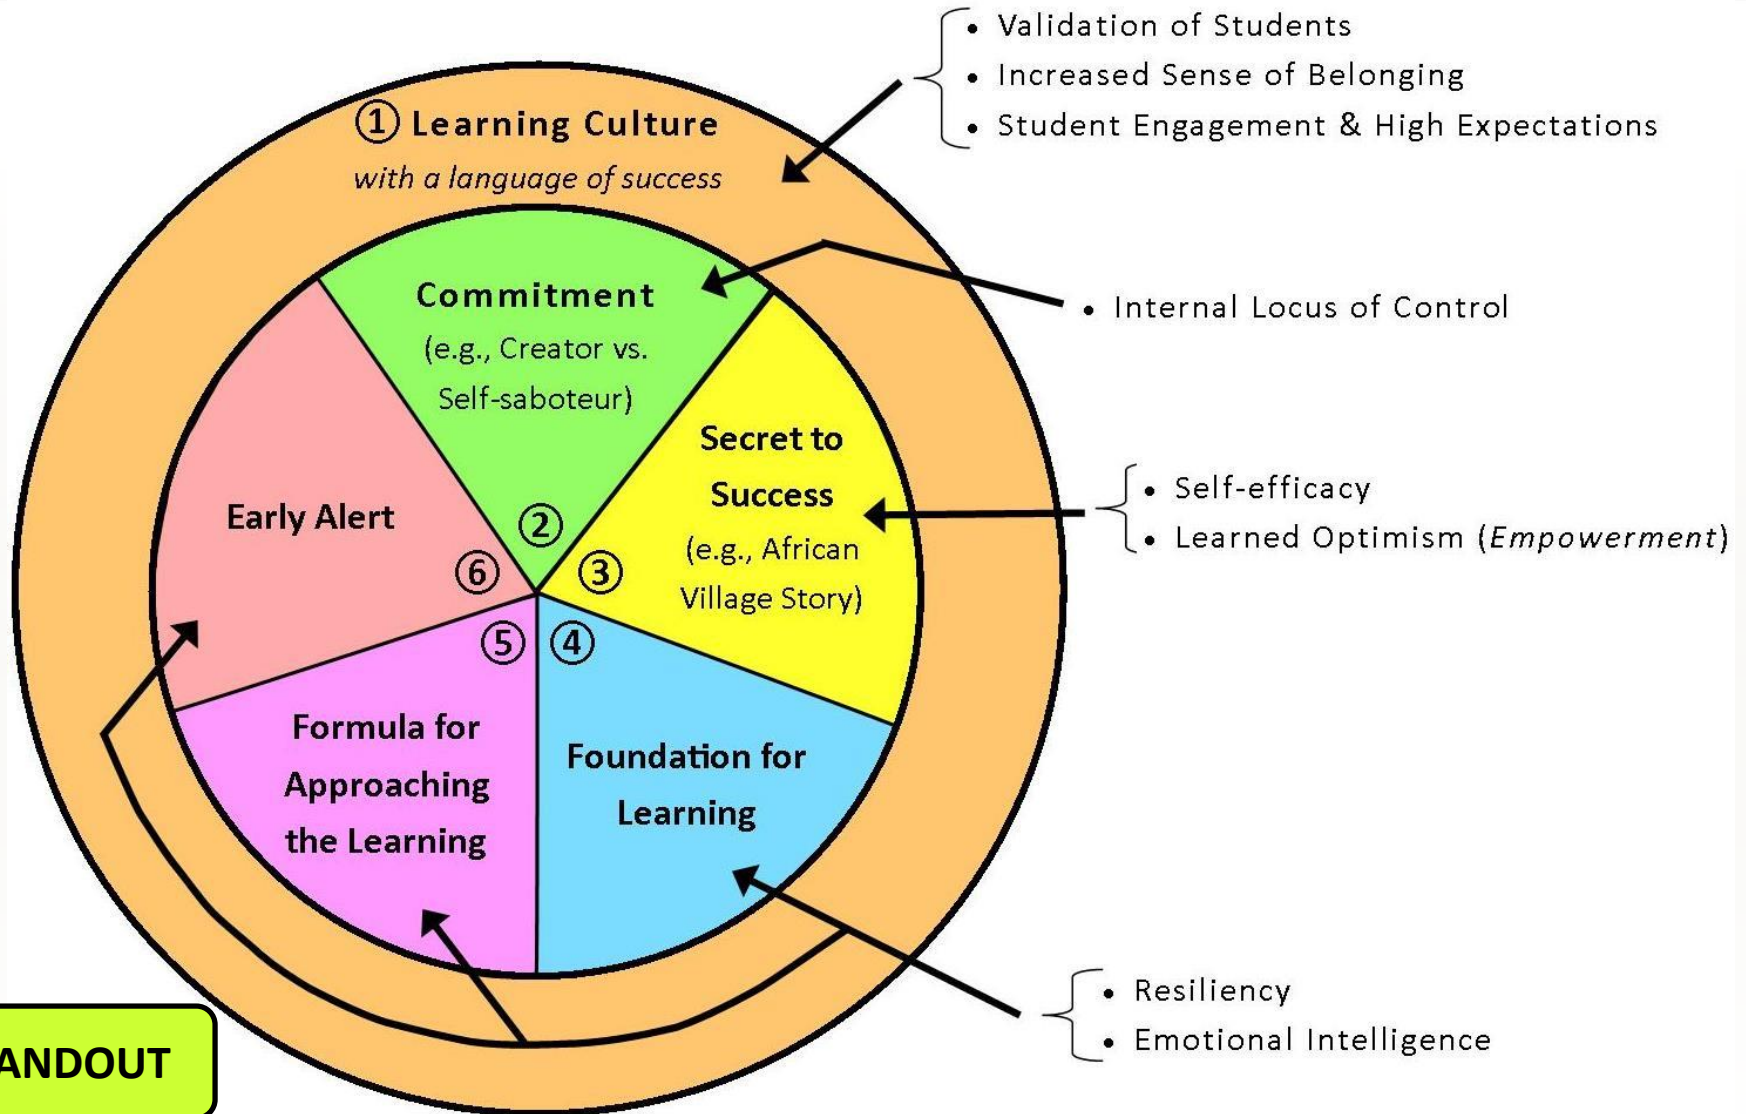 ① Learning Culture
with a language of success
• Validation of Students
• Increased Sense of Belonging
• Student Engagement & High Expectations
Commitment
(e.g., Creator vs.
Self-saboteur)
②
• Internal Locus of Control
Secret to
Success
(e.g., African
Village Story)
③
• Self-efficacy
• Learned Optimism (Empowerment)
Foundation for
Learning
④
• Resiliency
• Emotional Intelligence
Formula for
Approaching
the Learning
⑤
Early Alert
⑥
ANDOUT